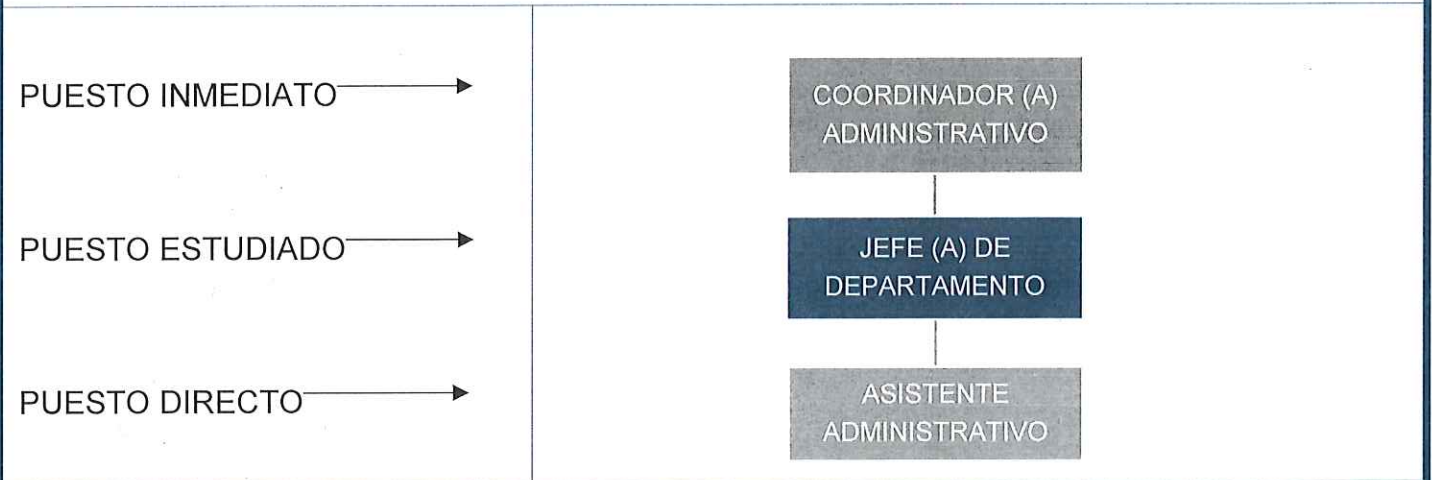 PUESTO INMEDIATO
COORDINADOR (A)
ADMINISTRATIVO
PUESTO ESTUDIADO
JEFE (A) DE
DEPARTAMENTO
PUESTO DIRECTO
ASISTENTE
ADMINISTRATIVO